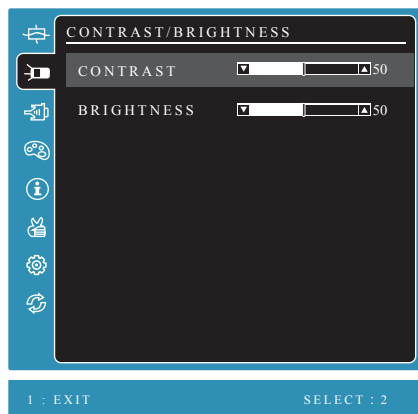 CONTRAST/BRIGHTNESS
CONTRAST 50
BRIGHTNESS 50
1 : EXIT SELECT : 2